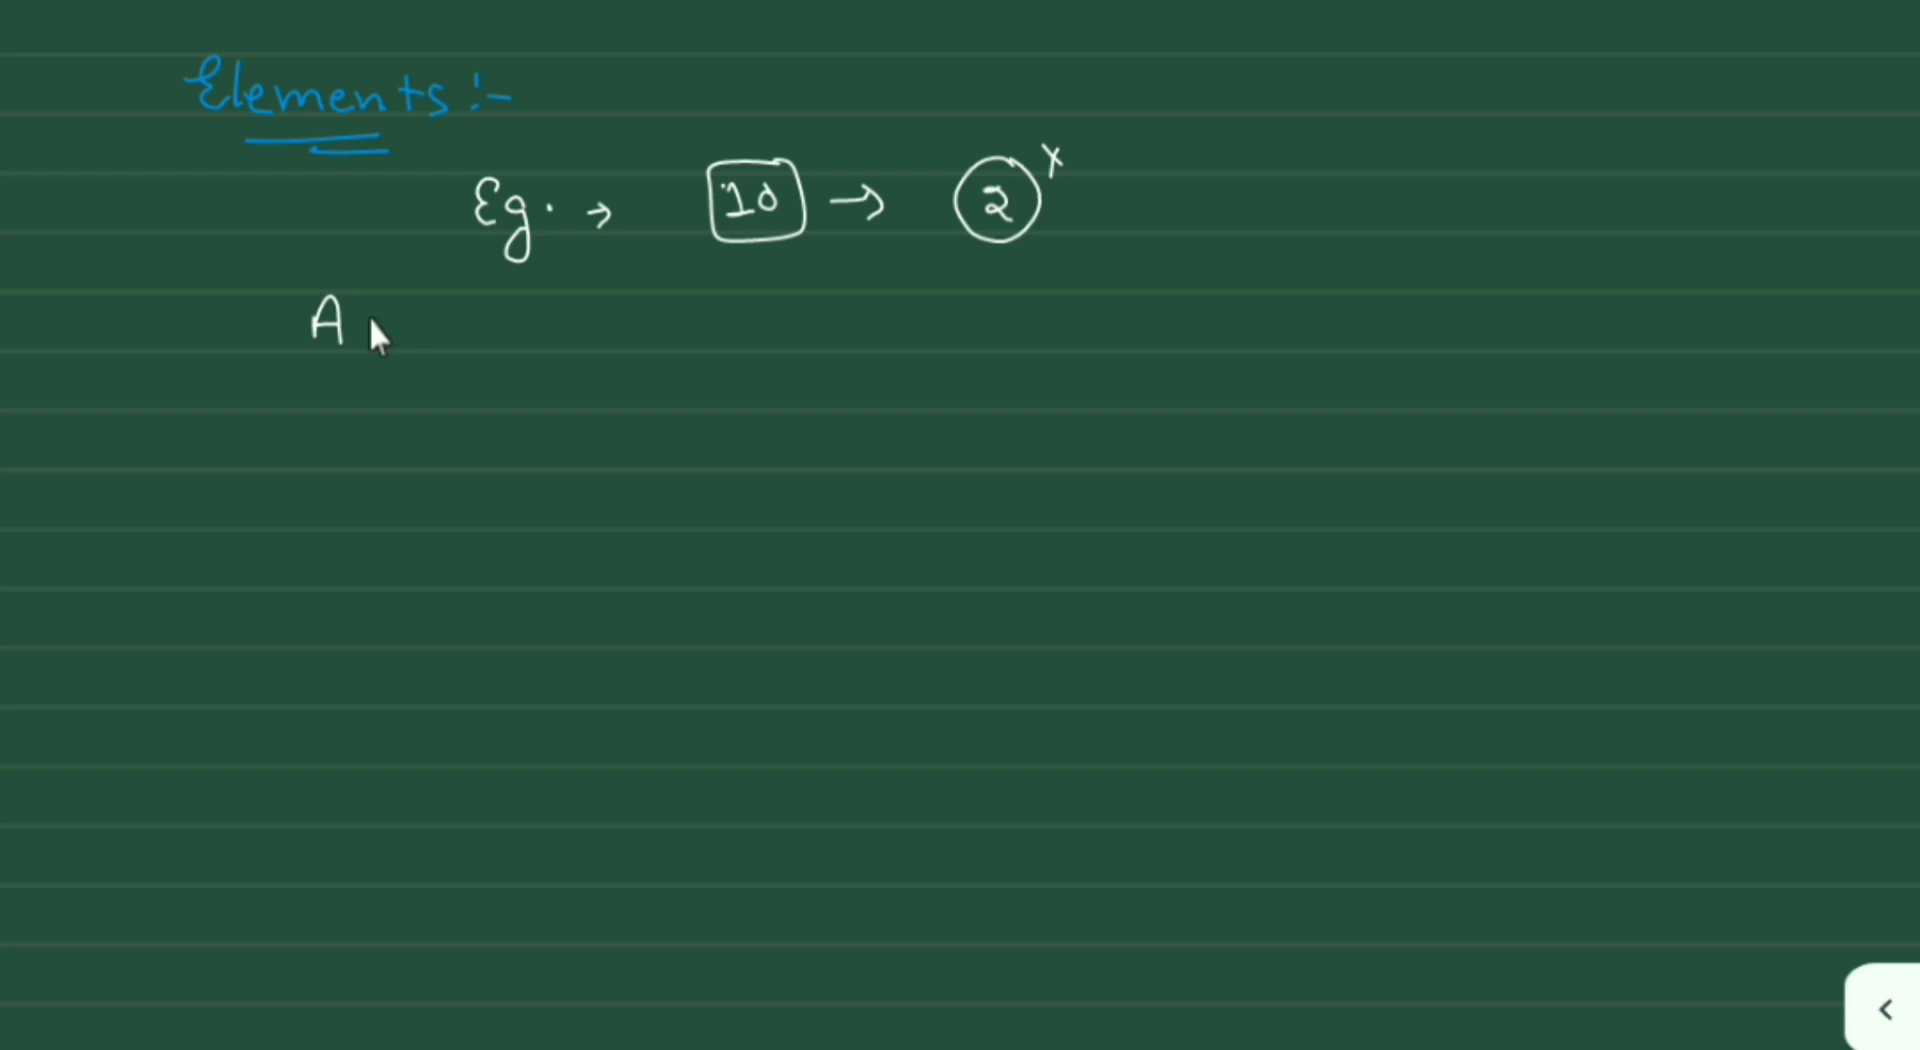 Elements :-
Eg. → 10 → 2 x
A